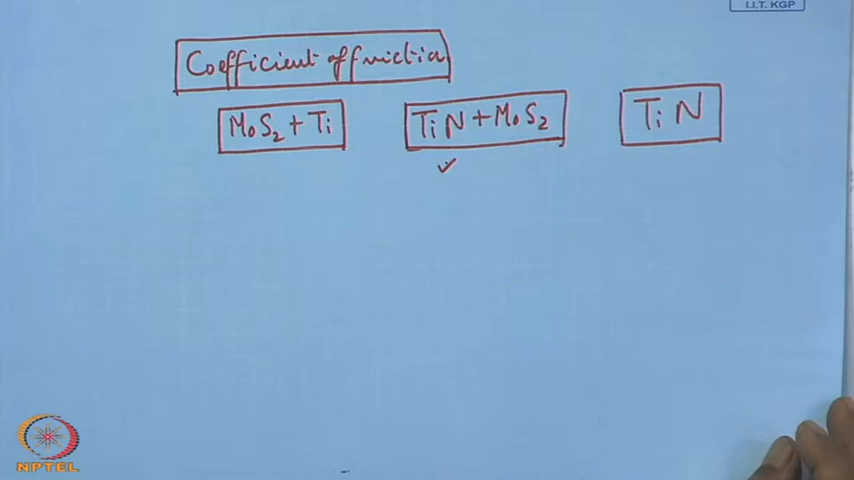 I.I.T. KGP
Coefficient of friction
MoS2 + Ti TiN + MoS2 TiN
NPTEL